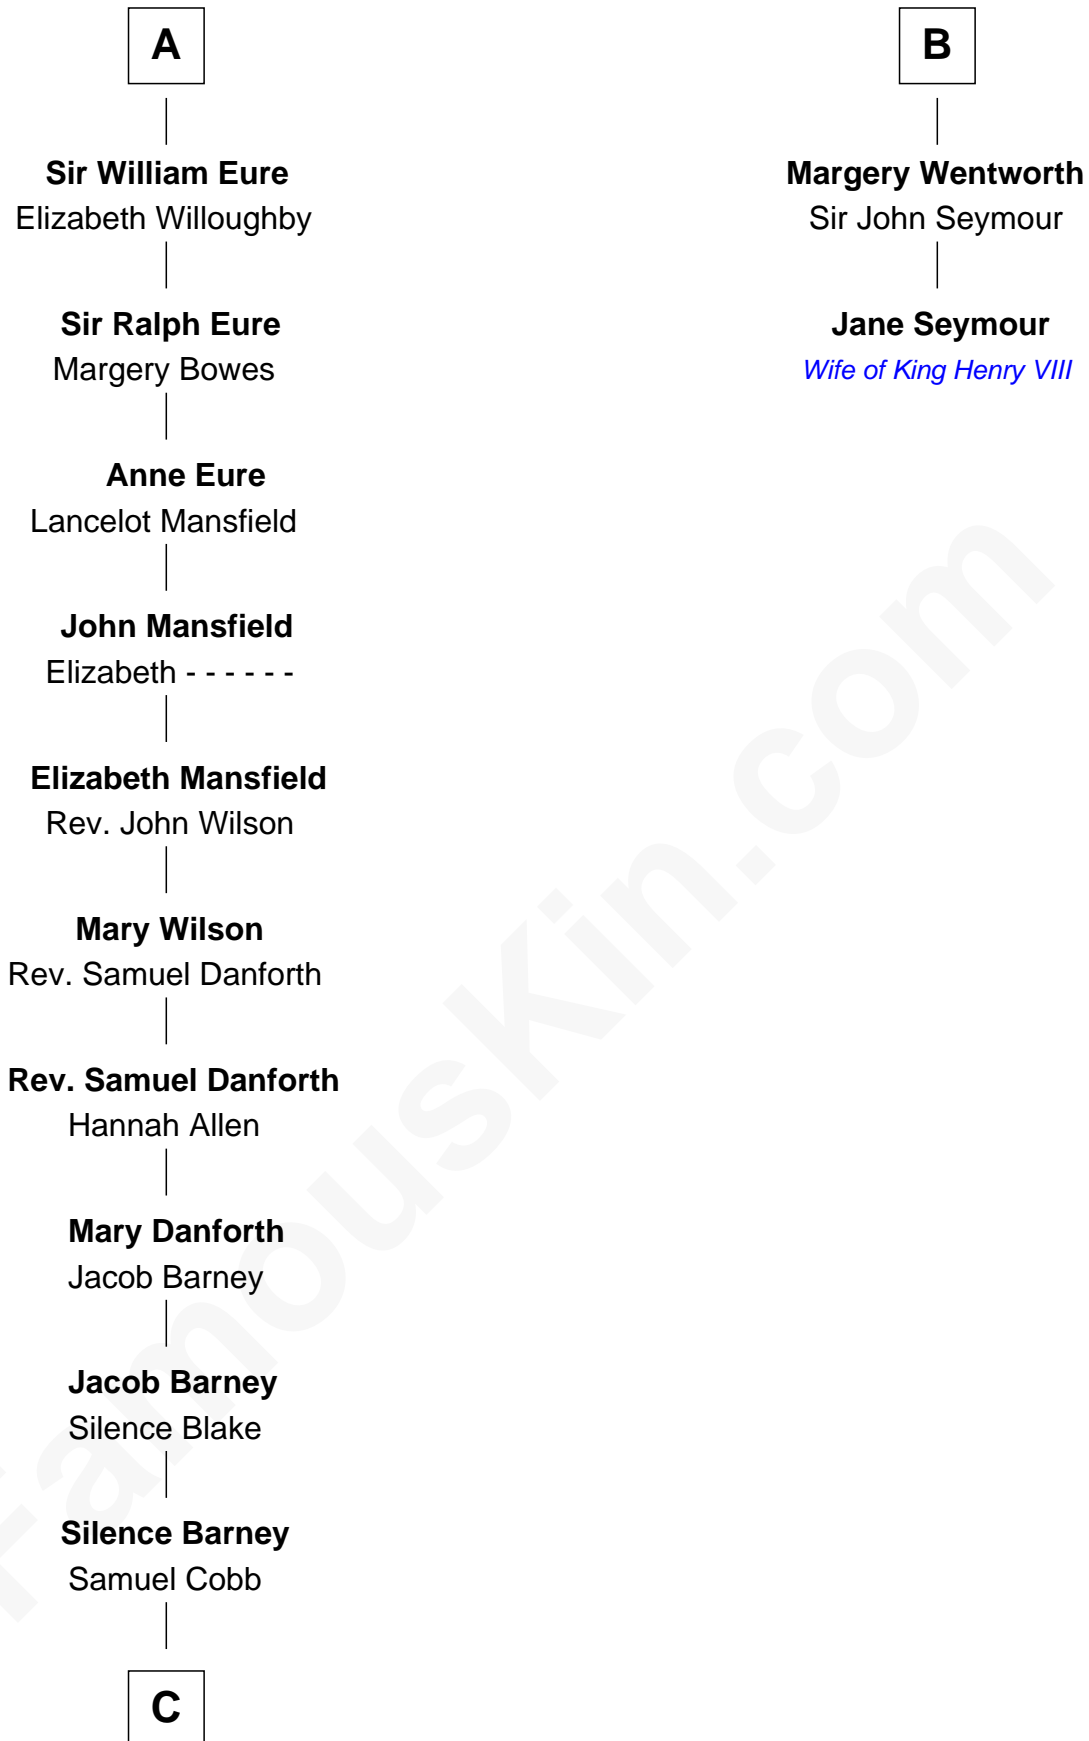 A
Sir William Eure
Elizabeth Willoughby
Sir Ralph Eure
Margery Bowes
Anne Eure
Lancelot Mansfield
John Mansfield
Elizabeth - - - - - -
Elizabeth Mansfield
Rev. John Wilson
Mary Wilson
Rev. Samuel Danforth
Rev. Samuel Danforth
Hannah Allen
Mary Danforth
Jacob Barney
Jacob Barney
Silence Blake
Silence Barney
Samuel Cobb
C
B
Margery Wentworth
Sir John Seymour
Jane Seymour
Wife of King Henry VIII
FamousKin.com